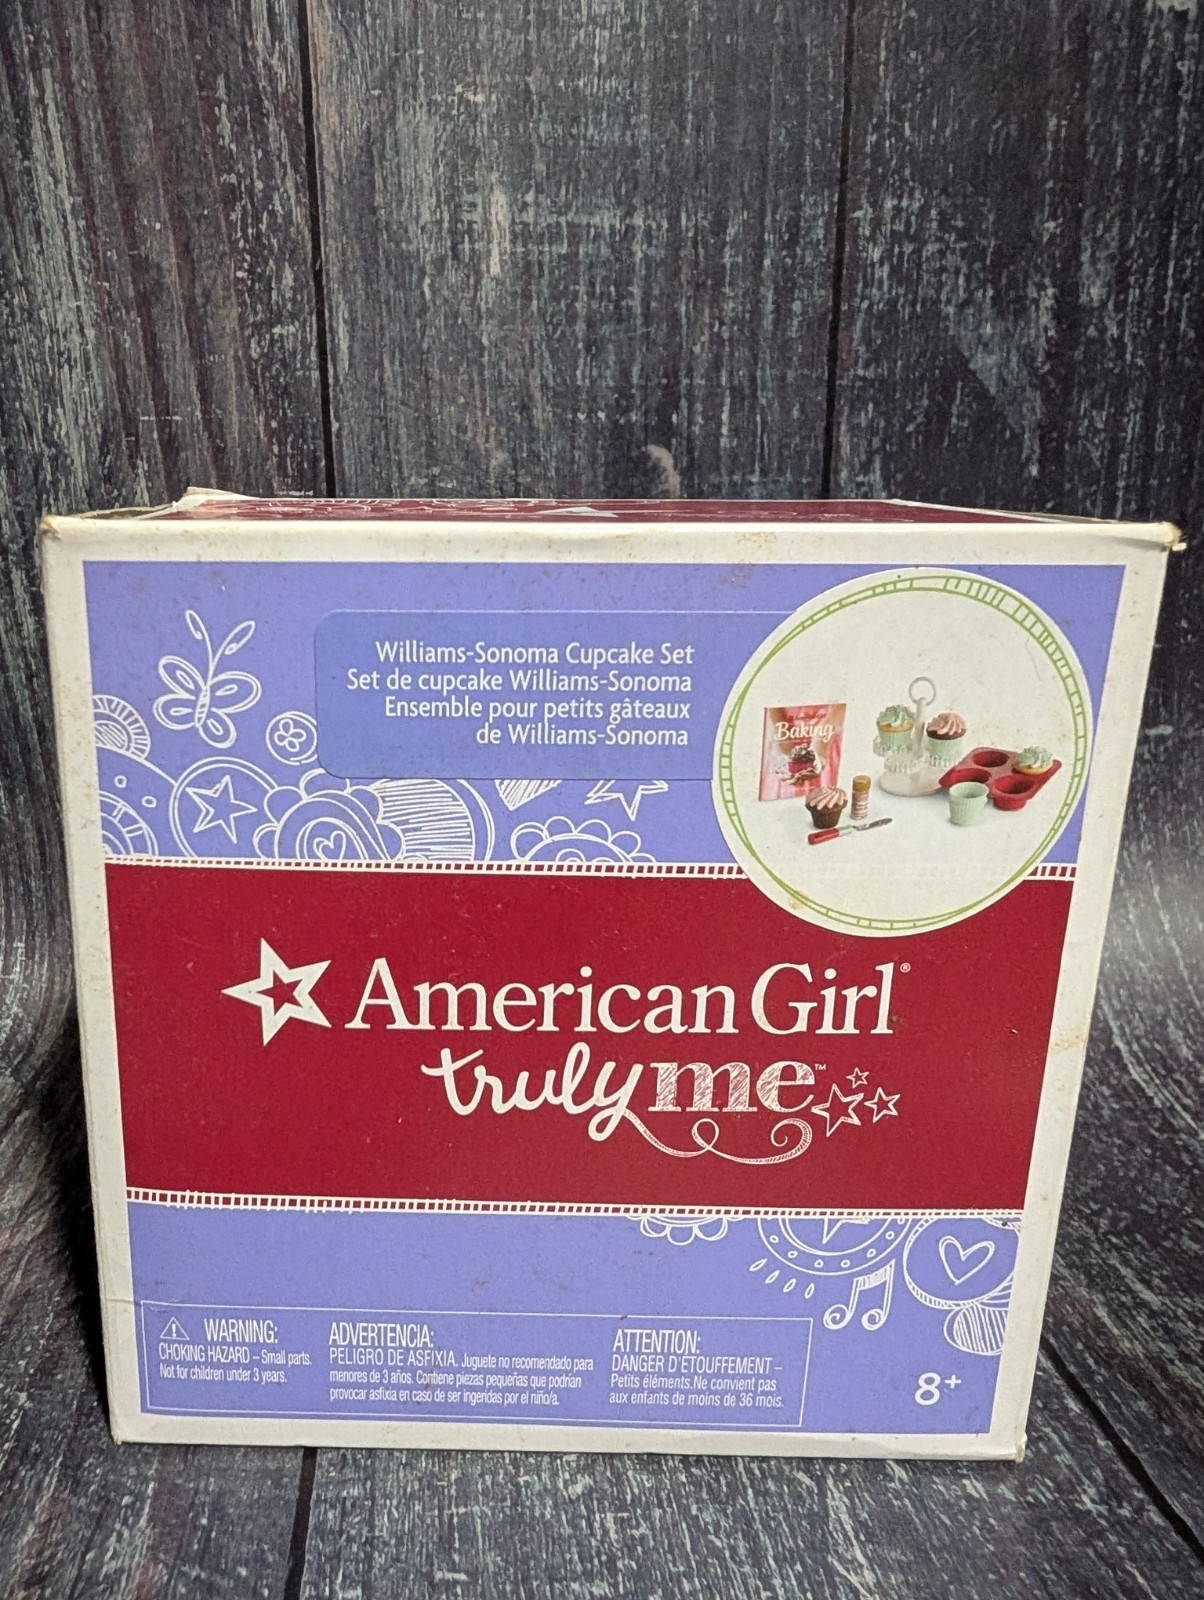 Williams-Sonoma Cupcake Set
Set de cupcake Williams-Sonoma
Ensemble pour petits gâteaux
de Williams-Sonoma
Baking
American Girl®
truly me™
WARNING:
CHOKING HAZARD – Small parts.
Not for children under 3 years.
ADVERTENCIA:
PELIGRO DE ASFIXIA. Juguete no recomendado para
menores de 3 años. Contiene piezas pequeñas que podrían
provocar asfixia en caso de ser ingeridas por el niño/a.
ATTENTION:
DANGER D'ÉTOUFFEMENT –
Petits éléments.Ne convient pas
aux enfants de moins de 36 mois.
8+